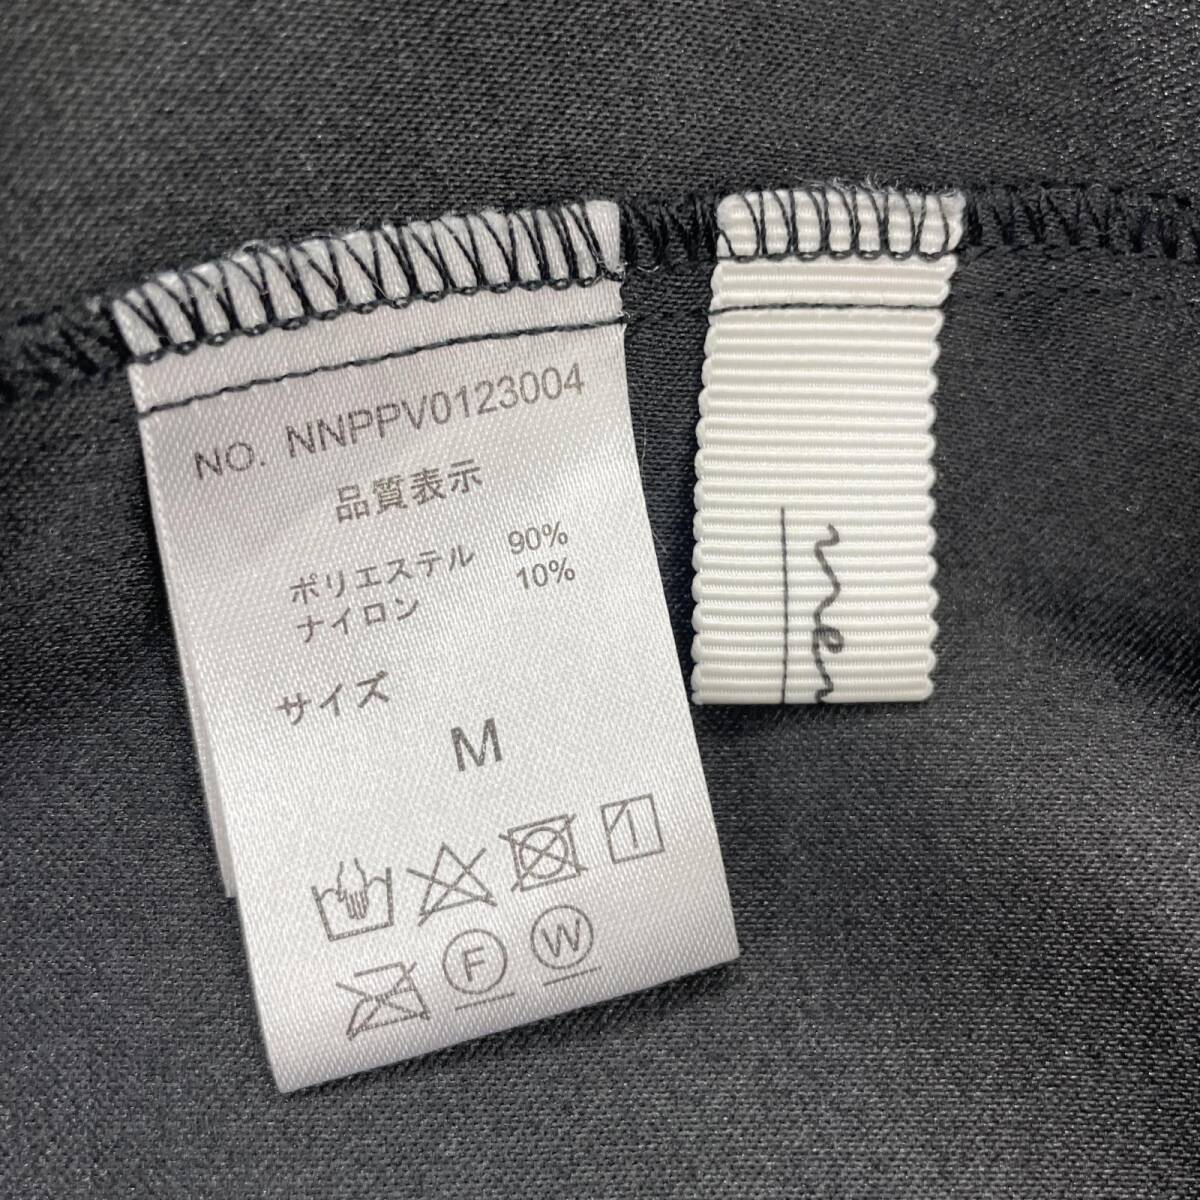 NO. NNPPV0123004
品質表示
ポリエステル 90%
ナイロン 10%
サイズ
M
F W